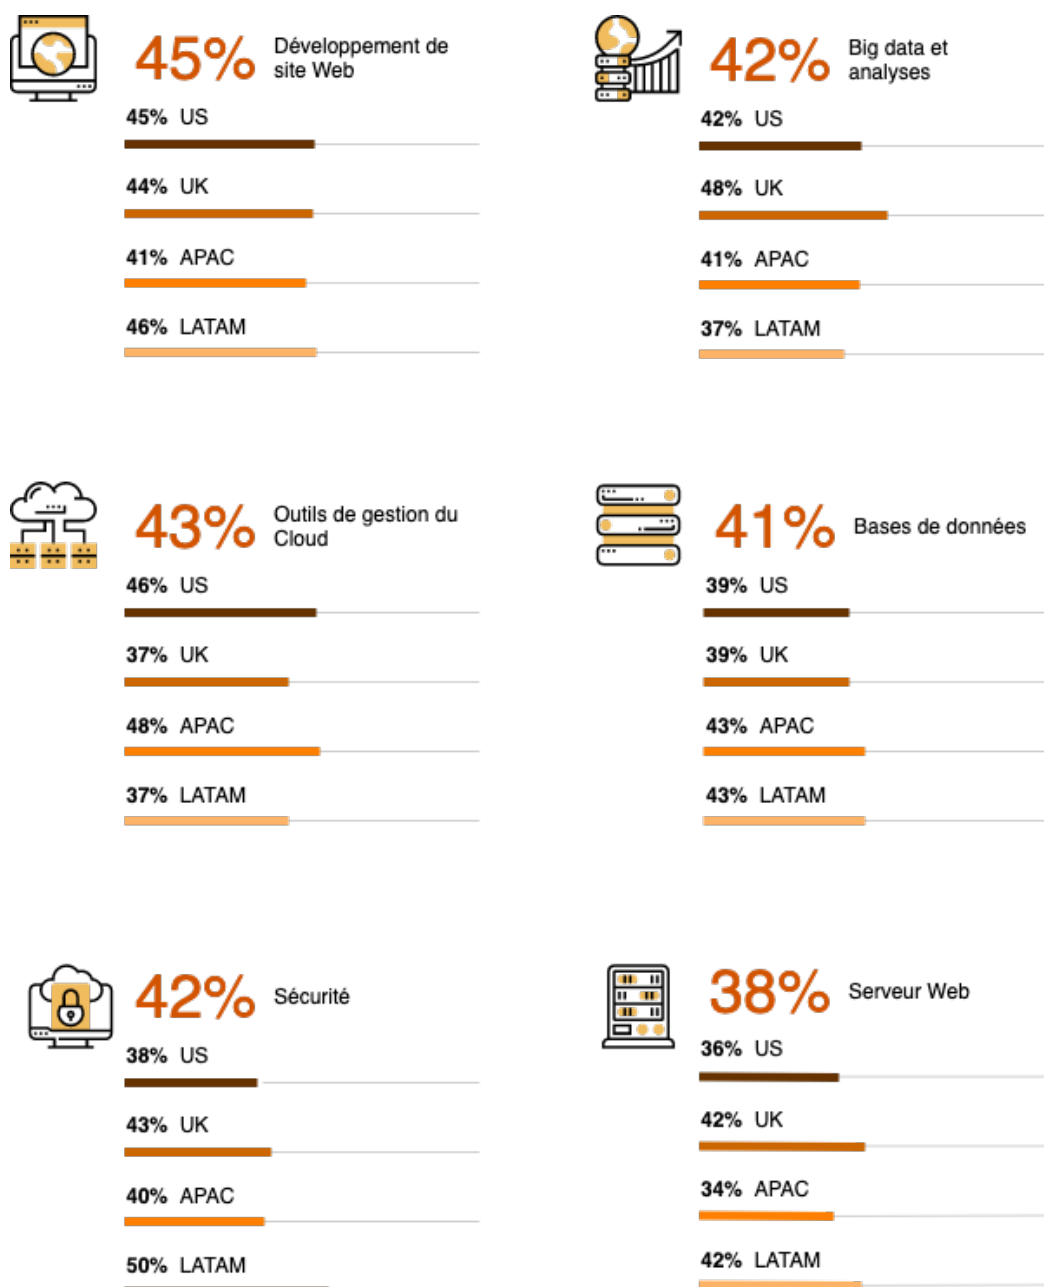 45%
Développement de
site Web
45% US
44% UK
41% APAC
46% LATAM
42%
Big data et
analyses
42% US
48% UK
41% APAC
37% LATAM
43%
Outils de gestion du
Cloud
46% US
37% UK
48% APAC
37% LATAM
41%
Bases de données
39% US
39% UK
43% APAC
43% LATAM
42%
Sécurité
38% US
43% UK
40% APAC
50% LATAM
38%
Serveur Web
36% US
42% UK
34% APAC
42% LATAM